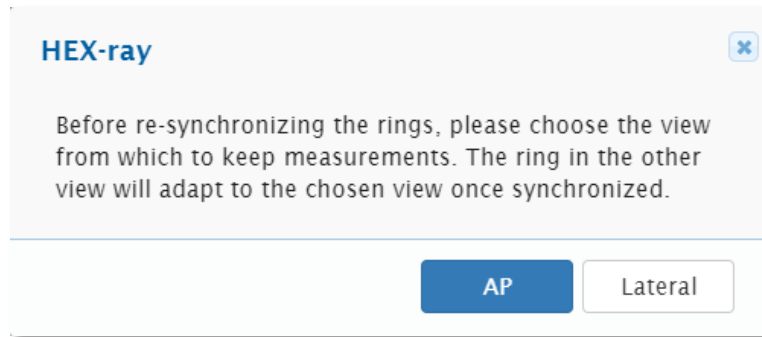 HEX-ray
Before re-synchronizing the rings, please choose the view
from which to keep measurements. The ring in the other
view will adapt to the chosen view once synchronized.
AP
Lateral